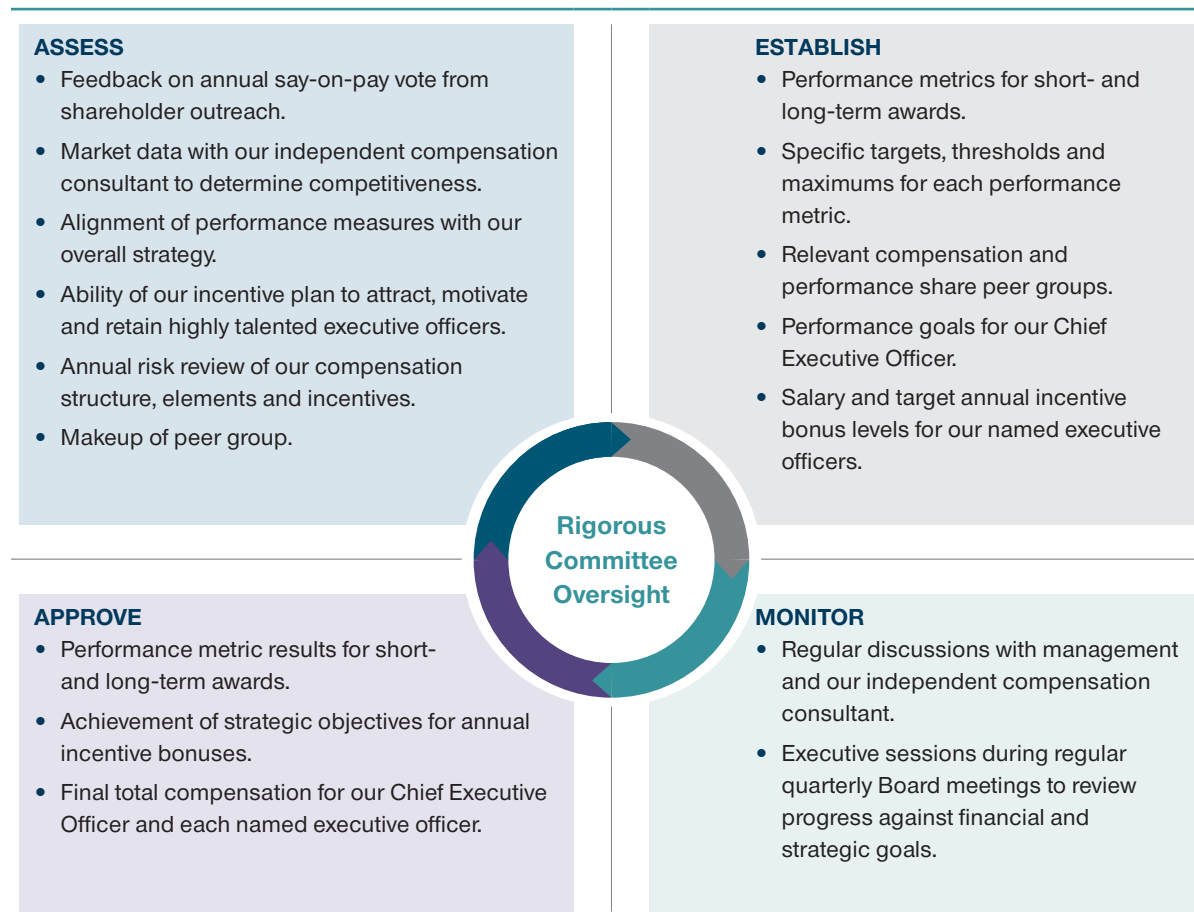 ASSESS
• Feedback on annual say-on-pay vote from
shareholder outreach.
• Market data with our independent compensation
consultant to determine competitiveness.
• Alignment of performance measures with our
overall strategy.
• Ability of our incentive plan to attract, motivate
and retain highly talented executive officers.
• Annual risk review of our compensation
structure, elements and incentives.
• Makeup of peer group.
ESTABLISH
• Performance metrics for short- and
long-term awards.
• Specific targets, thresholds and
maximums for each performance
metric.
• Relevant compensation and
performance share peer groups.
• Performance goals for our Chief
Executive Officer.
• Salary and target annual incentive
bonus levels for our named executive
officers.
Rigorous
Committee
Oversight
APPROVE
• Performance metric results for short-
and long-term awards.
• Achievement of strategic objectives for annual
incentive bonuses.
• Final total compensation for our Chief Executive
Officer and each named executive officer.
MONITOR
• Regular discussions with management
and our independent compensation
consultant.
• Executive sessions during regular
quarterly Board meetings to review
progress against financial and
strategic goals.